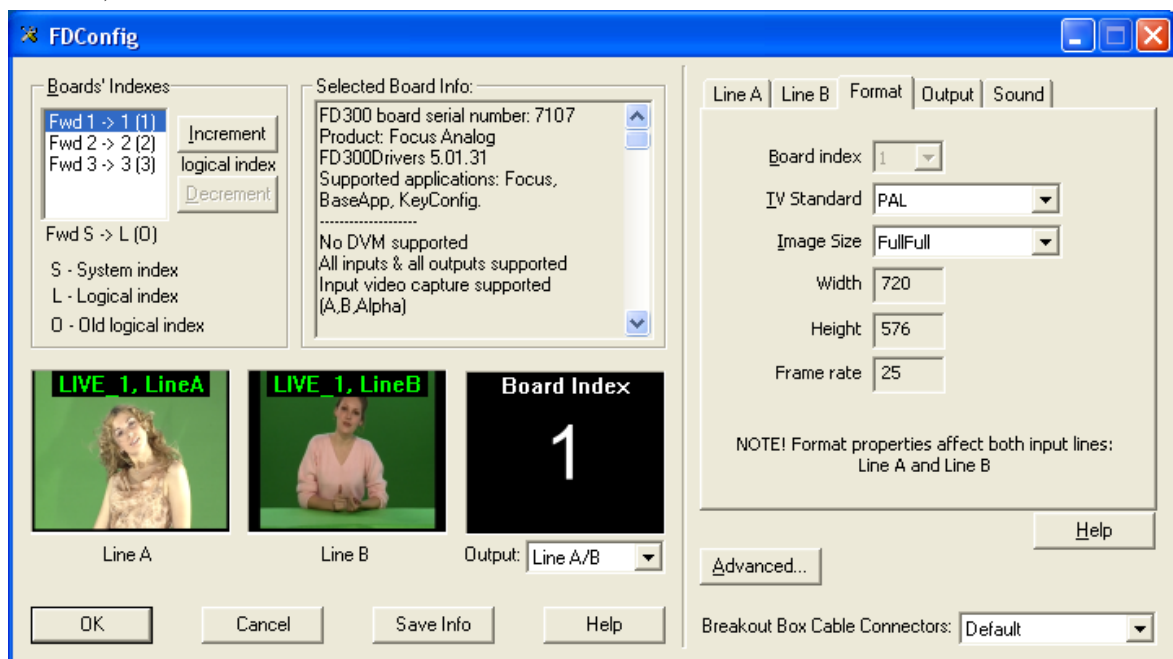 FDConfig
Boards' Indexes
Fwd 1 -> 1 (1)
Fwd 2 -> 2 (2)
Fwd 3 -> 3 (3)
Increment
logical index
Decrement
Fwd S -> L (O)
S - System index
L - Logical index
O - Old logical index
Selected Board Info:
FD300 board serial number: 7107
Product: Focus Analog
FD300Drivers 5.01.31
Supported applications: Focus,
BaseApp, KeyConfig.
--------------------
No DVM supported
All inputs & all outputs supported
Input video capture supported
(A,B,Alpha)
LIVE_1, LineA
LIVE_1, LineB
Board Index
1
Line A
Line B
Output: Line A/B
OK
Cancel
Save Info
Help
Line A
Line B
Format
Output
Sound
Board index 1
TV Standard PAL
Image Size FullFull
Width 720
Height 576
Frame rate 25
NOTE! Format properties affect both input lines:
Line A and Line B
Help
Advanced...
Breakout Box Cable Connectors: Default